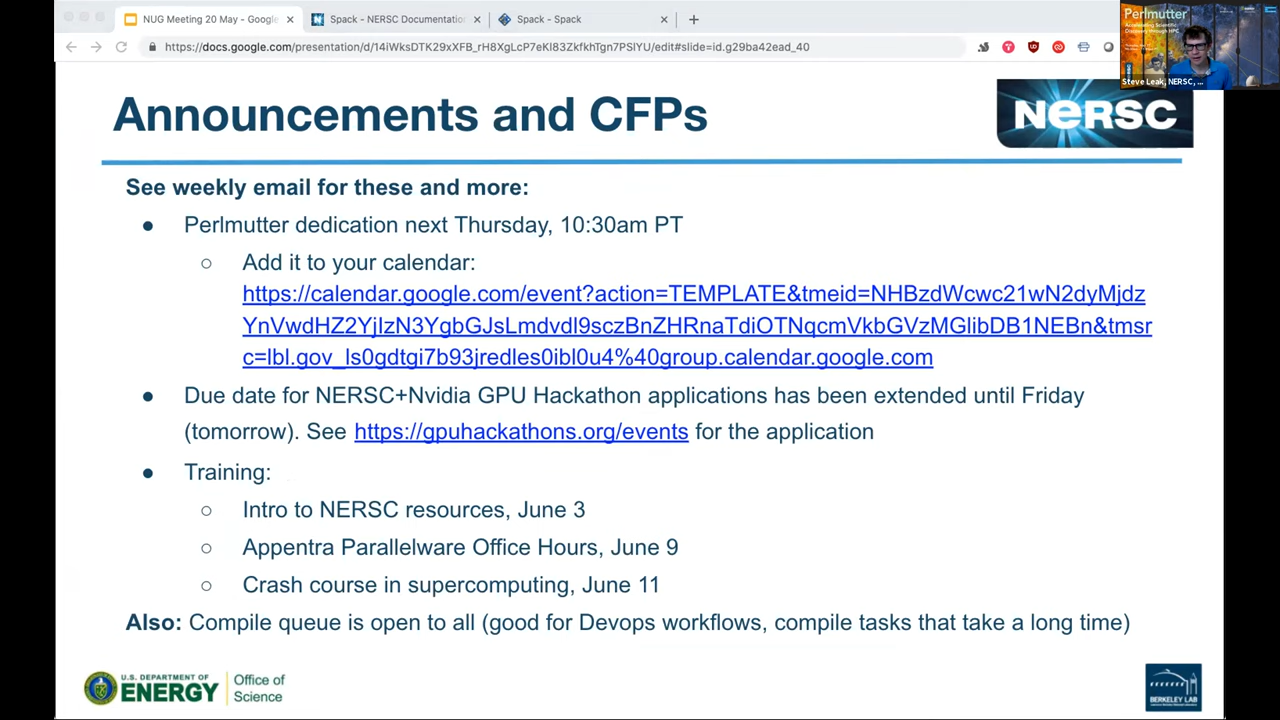 NUG Meeting 20 May - Google
Spack - NERSC Documentation
Spack - Spack
https://docs.google.com/presentation/d/14iWksDTK29xXFB_rH8XgLcP7eKI83ZkfkhTgn7PSlYU/edit#slide=id.g29ba42ead_40
Perlmutter
Steve Leak, NERSC, ...
Announcements and CFPs
NERSC
See weekly email for these and more:
● Perlmutter dedication next Thursday, 10:30am PT
○ Add it to your calendar:
https://calendar.google.com/event?action=TEMPLATE&tmeid=NHBzdWcwc21wN2dyMjdz
YnVwdHZ2YjIzN3YgbGJsLmdvdl9sczBnZHRnaTdiOTNqcmVkbGVzMGlibDB1NEBn&tmsr
c=lbl.gov_ls0gdtgi7b93jredles0ibl0u4%40group.calendar.google.com
● Due date for NERSC+Nvidia GPU Hackathon applications has been extended until Friday
(tomorrow). See https://gpuhackathons.org/events for the application
● Training:
○ Intro to NERSC resources, June 3
○ Appentra Parallelware Office Hours, June 9
○ Crash course in supercomputing, June 11
Also: Compile queue is open to all (good for Devops workflows, compile tasks that take a long time)
U.S. DEPARTMENT OF
ENERGY
Office of
Science
BERKELEY LAB